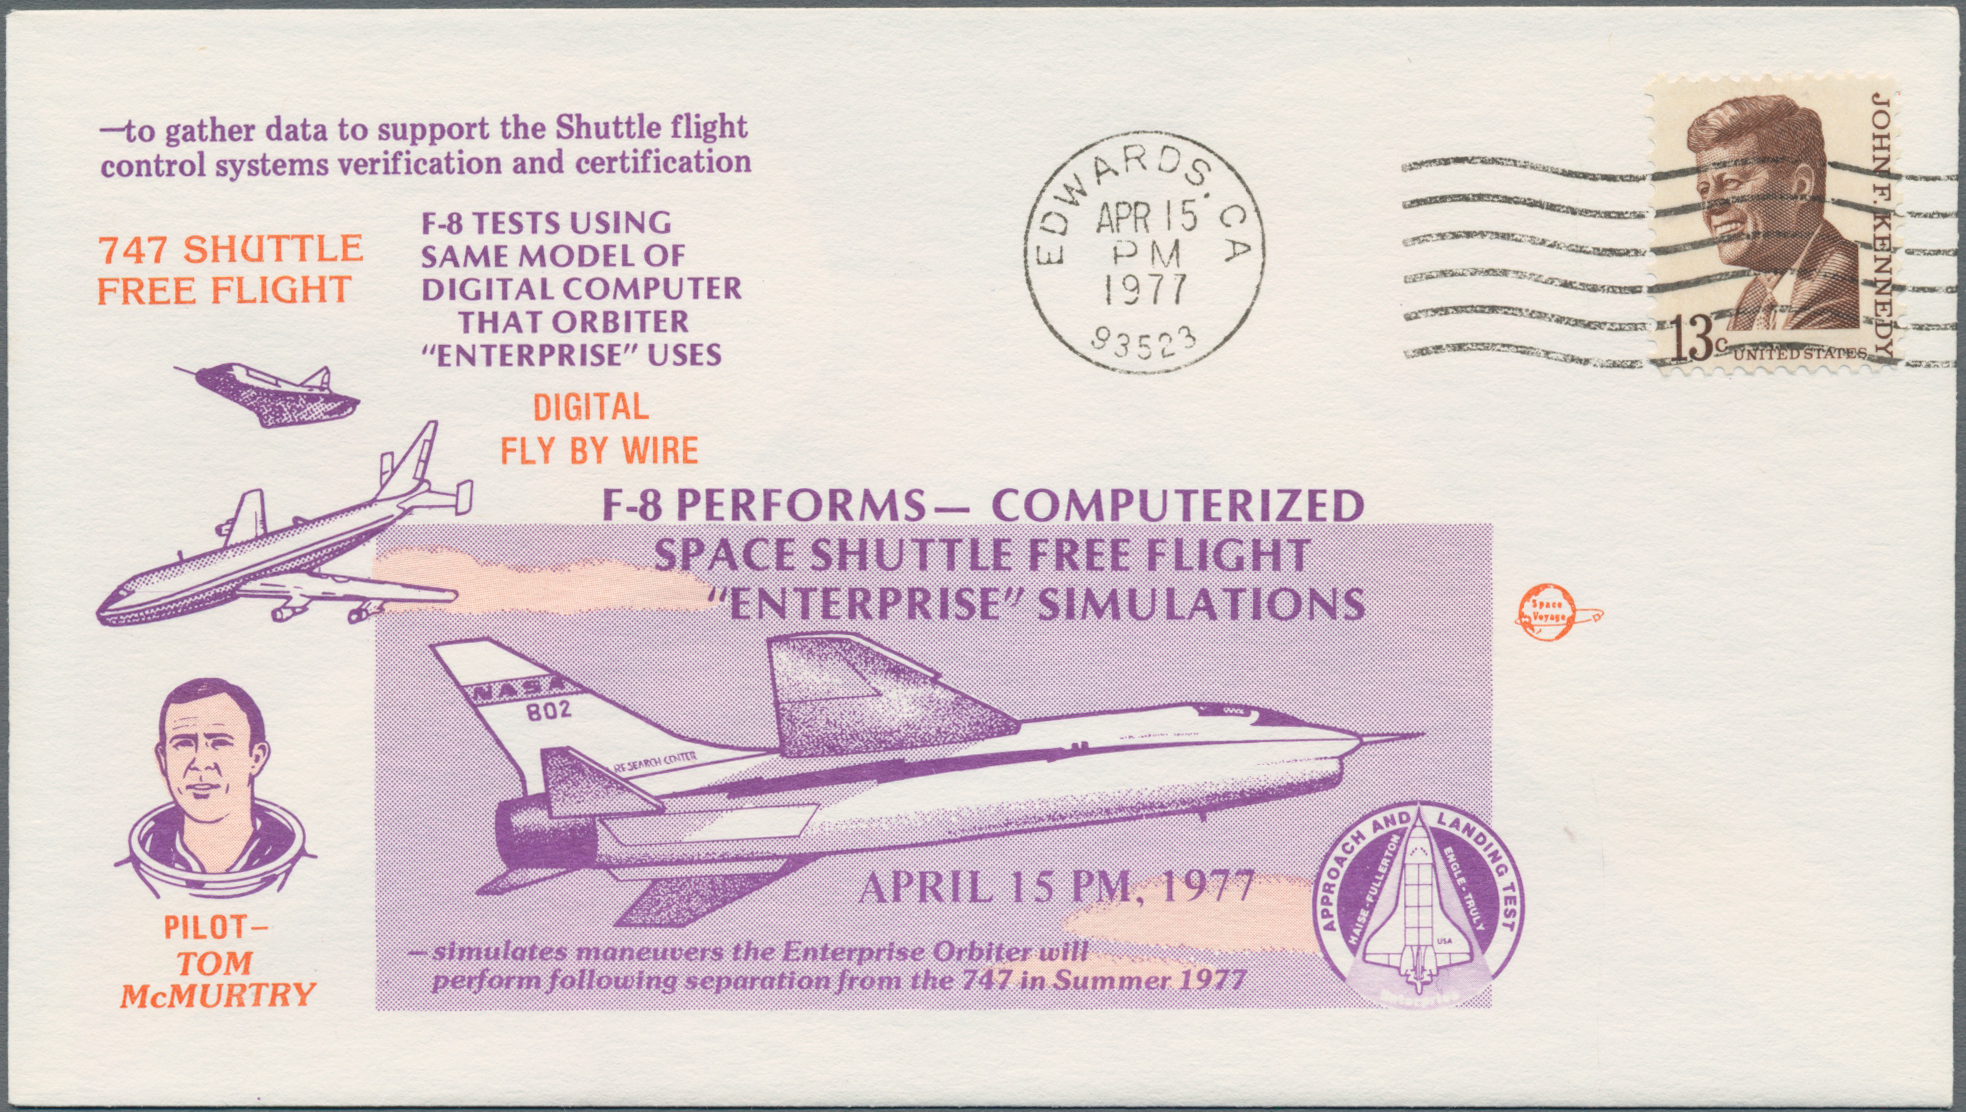 —to gather data to support the Shuttle flight
control systems verification and certification
747 SHUTTLE
FREE FLIGHT
F-8 TESTS USING
SAME MODEL OF
DIGITAL COMPUTER
THAT ORBITER
“ENTERPRISE” USES
DIGITAL
FLY BY WIRE
EDWARDS. CA
APR 15
PM
1977
93523
JOHN F. KENNEDY
13c UNITED STATES
F-8 PERFORMS— COMPUTERIZED
SPACE SHUTTLE FREE FLIGHT
“ENTERPRISE” SIMULATIONS
Space
Voyage
NASA
802
RESEARCH CENTER
APRIL 15 PM, 1977
—simulates maneuvers the Enterprise Orbiter will
perform following separation from the 747 in Summer 1977
APPROACH AND LANDING TEST
HAISE-FULLERTON
ENGLE-TRULY
USA
Enterprise
PILOT—
TOM
McMURTRY